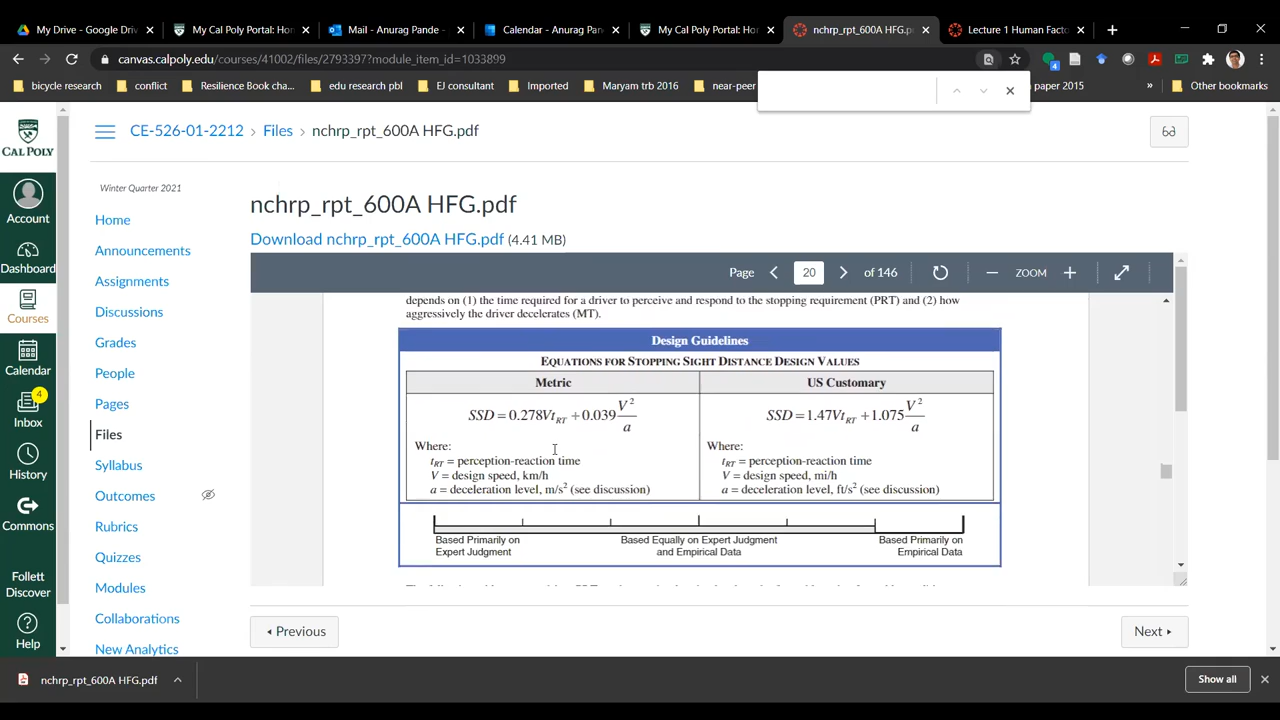 My Drive - Google Driv
My Cal Poly Portal: Hom
Mail - Anurag Pande -
Calendar - Anurag Pan
My Cal Poly Portal: Hom
nchrp_rpt_600A HFG.p
Lecture 1 Human Facto
canvas.calpoly.edu/courses/41002/files/2793397?module_item_id=1033899
bicycle research
conflict
Resilience Book cha...
edu research pbl
EJ consultant
Imported
Maryam trb 2016
near-peer
paper 2015
»
Other bookmarks
CAL POLY
Account
Dashboard
Courses
Calendar
4
Inbox
History
Commons
Follett
Discover
Help
CE-526-01-2212 › Files › nchrp_rpt_600A HFG.pdf
Winter Quarter 2021
Home
Announcements
Assignments
Discussions
Grades
People
Pages
Files
Syllabus
Outcomes
Rubrics
Quizzes
Modules
Collaborations
New Analytics
nchrp_rpt_600A HFG.pdf
Download nchrp_rpt_600A HFG.pdf (4.41 MB)
Page 20 of 146 ZOOM
depends on (1) the time required for a driver to perceive and respond to the stopping requirement (PRT) and (2) how
aggressively the driver decelerates (MT).
Design Guidelines
EQUATIONS FOR STOPPING SIGHT DISTANCE DESIGN VALUES
Metric
SSD = 0.278Vt_RT + 0.039 V²/a
Where:
t_RT = perception-reaction time
V = design speed, km/h
a = deceleration level, m/s² (see discussion)
US Customary
SSD = 1.47Vt_RT + 1.075 V²/a
Where:
t_RT = perception-reaction time
V = design speed, mi/h
a = deceleration level, ft/s² (see discussion)
Based Primarily on
Expert Judgment
Based Equally on Expert Judgment
and Empirical Data
Based Primarily on
Empirical Data
Previous
Next
nchrp_rpt_600A HFG.pdf
Show all